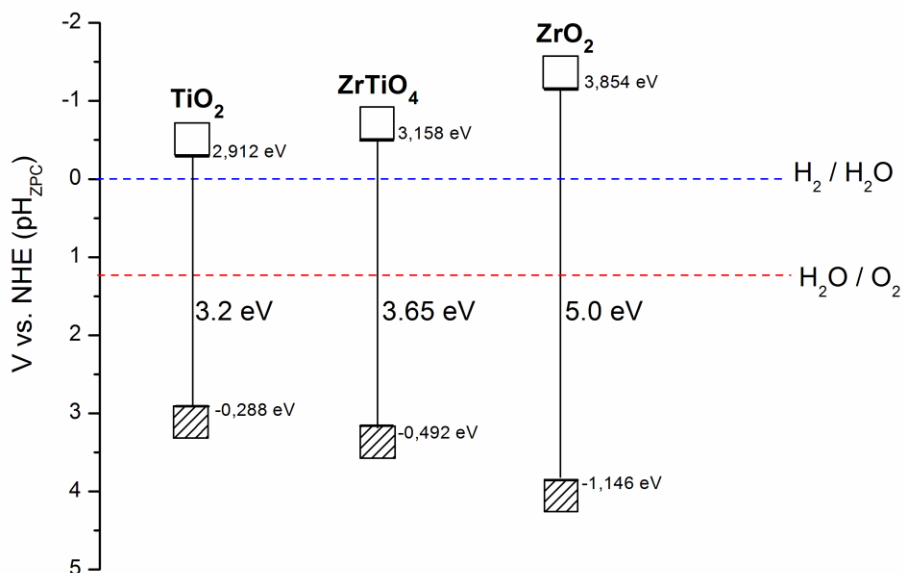 -2
-1
0
1
2
3
4
5
V vs. NHE (pH_ZPC)
TiO₂
2,912 eV
3.2 eV
-0,288 eV
ZrTiO₄
3,158 eV
3.65 eV
-0,492 eV
ZrO₂
3,854 eV
5.0 eV
-1,146 eV
H₂ / H₂O
H₂O / O₂